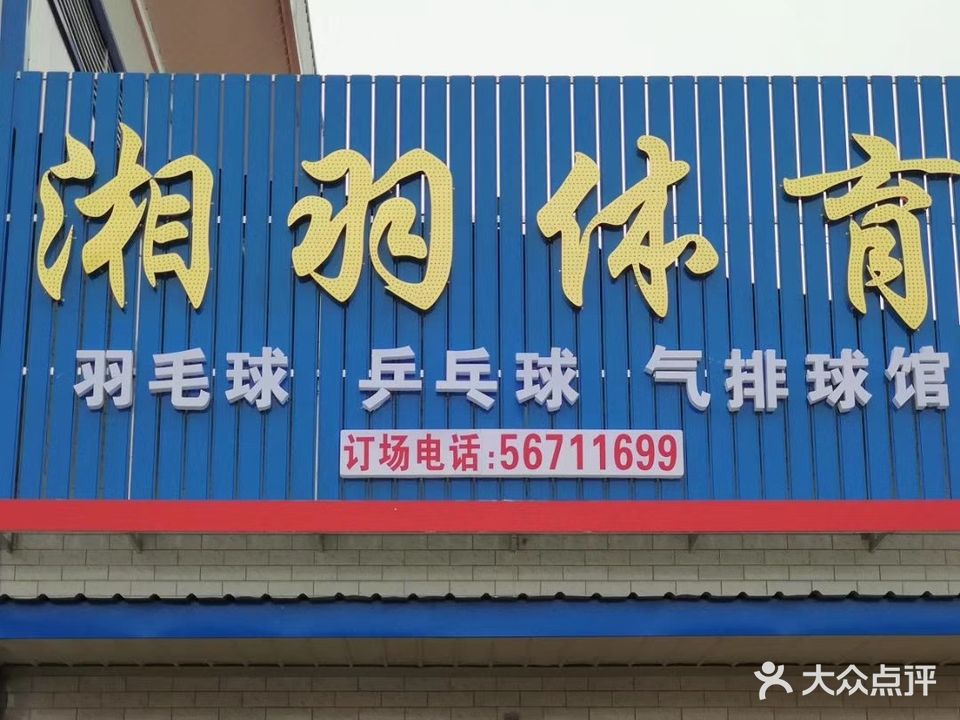 湘羽体育
羽毛球 乒乓球 气排球馆
订场电话:56711699
大众点评